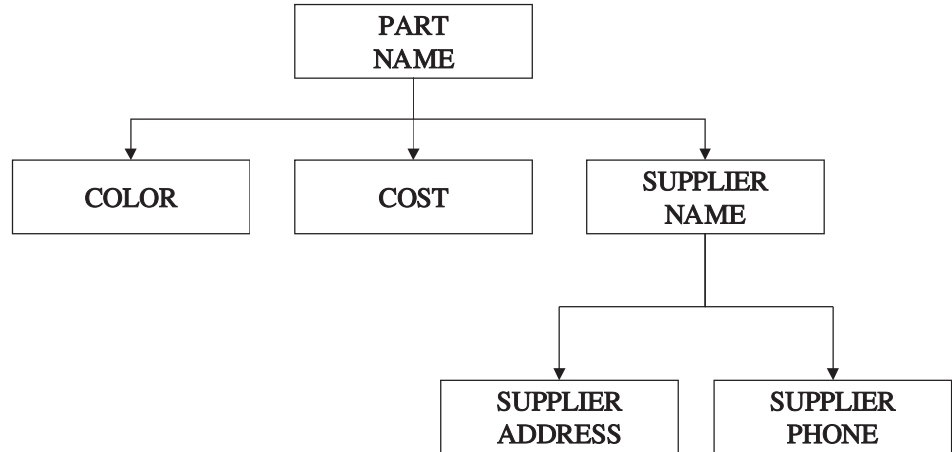 PART
NAME
COLOR
COST
SUPPLIER
NAME
SUPPLIER
ADDRESS
SUPPLIER
PHONE